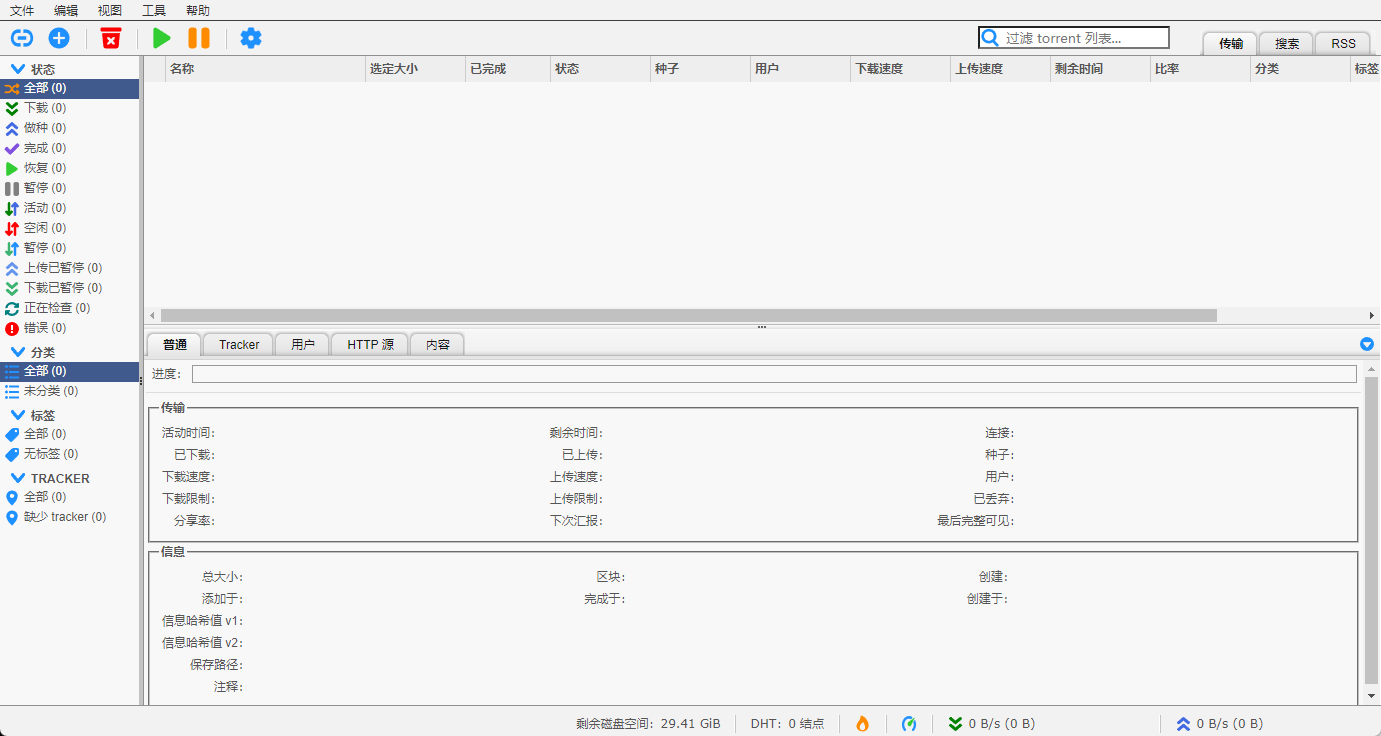 文件 编辑 视图 工具 帮助
过滤 torrent 列表...
传输 搜索 RSS
状态
全部 (0)
下载 (0)
做种 (0)
完成 (0)
恢复 (0)
暂停 (0)
活动 (0)
空闲 (0)
暂停 (0)
上传已暂停 (0)
下载已暂停 (0)
正在检查 (0)
错误 (0)
分类
全部 (0)
未分类 (0)
标签
全部 (0)
无标签 (0)
TRACKER
全部 (0)
缺少 tracker (0)
名称 选定大小 已完成 状态 种子 用户 下载速度 上传速度 剩余时间 比率 分类 标签
普通 Tracker 用户 HTTP 源 内容
进度:
传输
活动时间: 剩余时间: 连接:
已下载: 已上传: 种子:
下载速度: 上传速度: 用户:
下载限制: 上传限制: 已丢弃:
分享率: 下次汇报: 最后完整可见:
信息
总大小: 区块: 创建:
添加于: 完成于: 创建于:
信息哈希值 v1:
信息哈希值 v2:
保存路径:
注释:
剩余磁盘空间: 29.41 GiB DHT: 0 结点 0 B/s (0 B) 0 B/s (0 B)